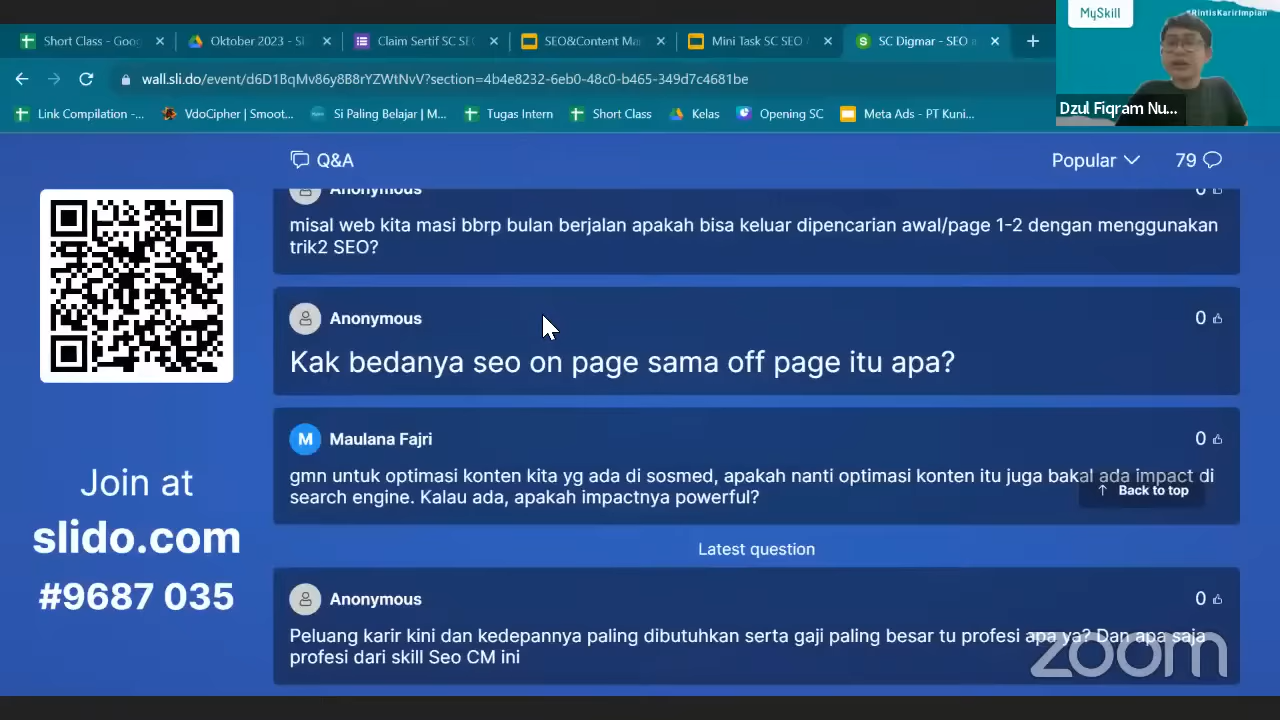 MySkill
#RintisKarirImpian
Short Class - Goog
Oktober 2023 - Si
Claim Sertif SC SE
SEO&Content Ma
Mini Task SC SEO
SC Digmar - SEO
wall.sli.do/event/d6D1BqMv86y8B8rYZWtNvV?section=4b4e8232-6eb0-48c0-b465-349d7c4681be
Dzul Fiqram Nu...
Link Compilation -...
VdoCipher | Smoot...
Si Paling Belajar | M...
Tugas Intern
Short Class
Kelas
Opening SC
Meta Ads - PT Kuni...
Q&A
Popular
79
Anonymous
0
misal web kita masi bbrp bulan berjalan apakah bisa keluar dipencarian awal/page 1-2 dengan menggunakan
trik2 SEO?
Anonymous
0
Kak bedanya seo on page sama off page itu apa?
M
Maulana Fajri
0
gmn untuk optimasi konten kita yg ada di sosmed, apakah nanti optimasi konten itu juga bakal ada impact di
search engine. Kalau ada, apakah impactnya powerful?
Back to top
Latest question
Anonymous
0
Peluang karir kini dan kedepannya paling dibutuhkan serta gaji paling besar tu profesi apa ya? Dan apa saja
profesi dari skill Seo CM ini
Join at
slido.com
#9687 035
zoom